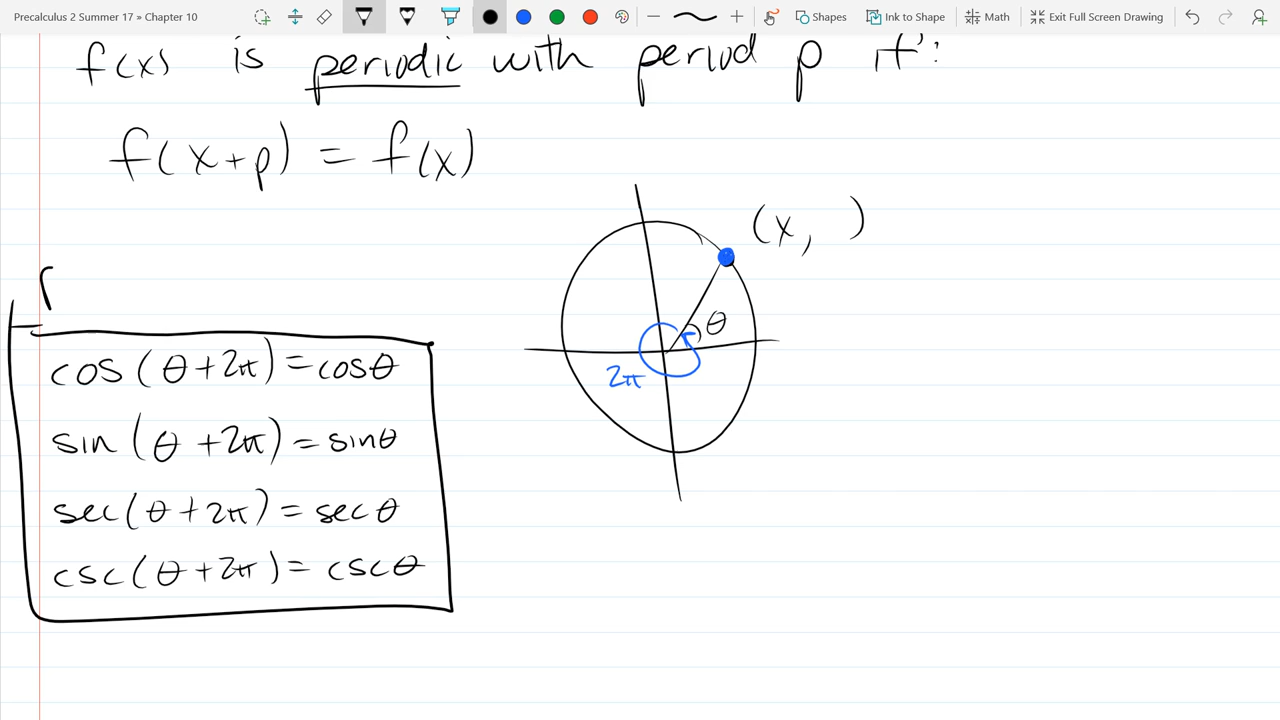 Precalculus 2 Summer 17 » Chapter 10
Shapes
Ink to Shape
Math
Exit Full Screen Drawing
f(x) is periodic with period p if:
f(x+p) = f(x)
(x, )
θ
2π
cos(θ+2π)=cosθ
sin(θ+2π)=sinθ
sec(θ+2π)=secθ
csc(θ+2π)=cscθ